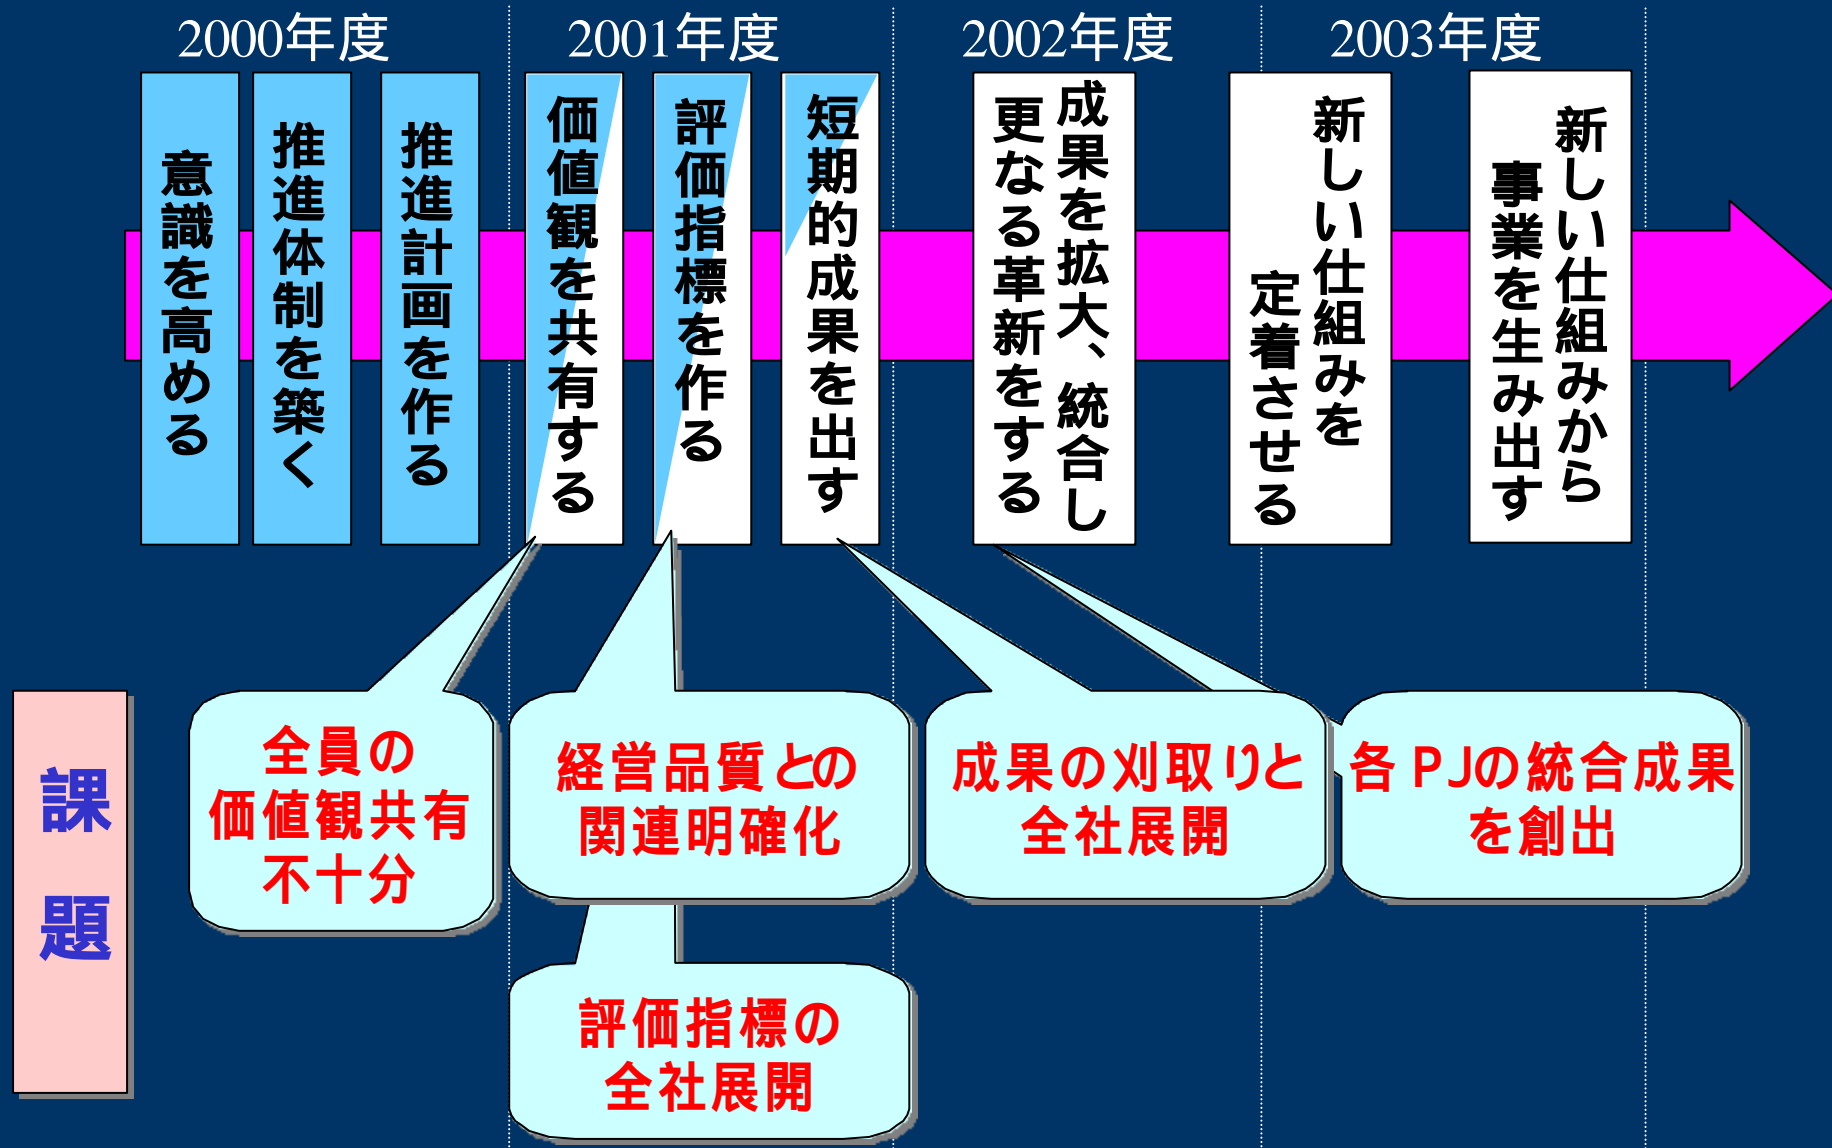 2000年度
2001年度
2002年度
2003年度
意識を高める
推進体制を築く
推進計画を作る
価値観を共有する
評価指標を作る
短期的成果を出す
成果を拡大、統合し
更なる革新をする
新しい仕組みを
定着させる
新しい仕組みから
事業を生み出す
課
題
全員の
価値観共有
不十分
経営品質との
関連明確化
成果の刈取りと
全社展開
各PJの統合成果
を創出
評価指標の
全社展開